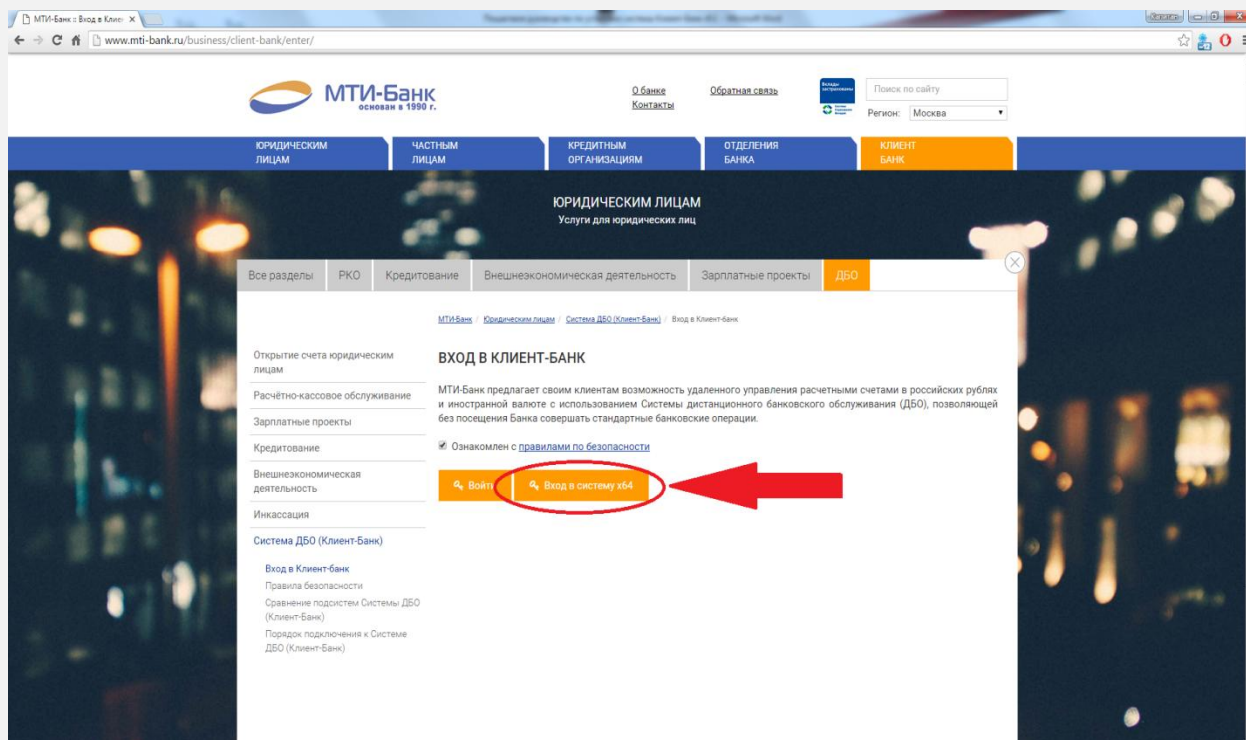 МТИ-Банк :: Вход в Клиен
www.mti-bank.ru/business/client-bank/enter/
МТИ-Банк
основан в 1990 г.
О банке
Контакты
Обратная связь
Вклады
застрахованы
Поиск по сайту
Регион: Москва
ЮРИДИЧЕСКИМ
ЛИЦАМ
ЧАСТНЫМ
ЛИЦАМ
КРЕДИТНЫМ
ОРГАНИЗАЦИЯМ
ОТДЕЛЕНИЯ
БАНКА
КЛИЕНТ
БАНК
ЮРИДИЧЕСКИМ ЛИЦАМ
Услуги для юридических лиц
Все разделы РКО Кредитование Внешнеэкономическая деятельность Зарплатные проекты ДБО
МТИ-Банк / Юридическим лицам / Система ДБО (Клиент-Банк) / Вход в Клиент-банк
Открытие счета юридическим
лицам
Расчётно-кассовое обслуживание
Зарплатные проекты
Кредитование
Внешнеэкономическая
деятельность
Инкассация
Система ДБО (Клиент-Банк)
Вход в Клиент-банк
Правила безопасности
Сравнение подсистем Системы ДБО
(Клиент-Банк)
Порядок подключения к Системе
ДБО (Клиент-Банк)
ВХОД В КЛИЕНТ-БАНК
МТИ-Банк предлагает своим клиентам возможность удаленного управления расчетными счетами в российских рублях
и иностранной валюте с использованием Системы дистанционного банковского обслуживания (ДБО), позволяющей
без посещения Банка совершать стандартные банковские операции.
Ознакомлен с правилами по безопасности
Войти
Вход в систему x64